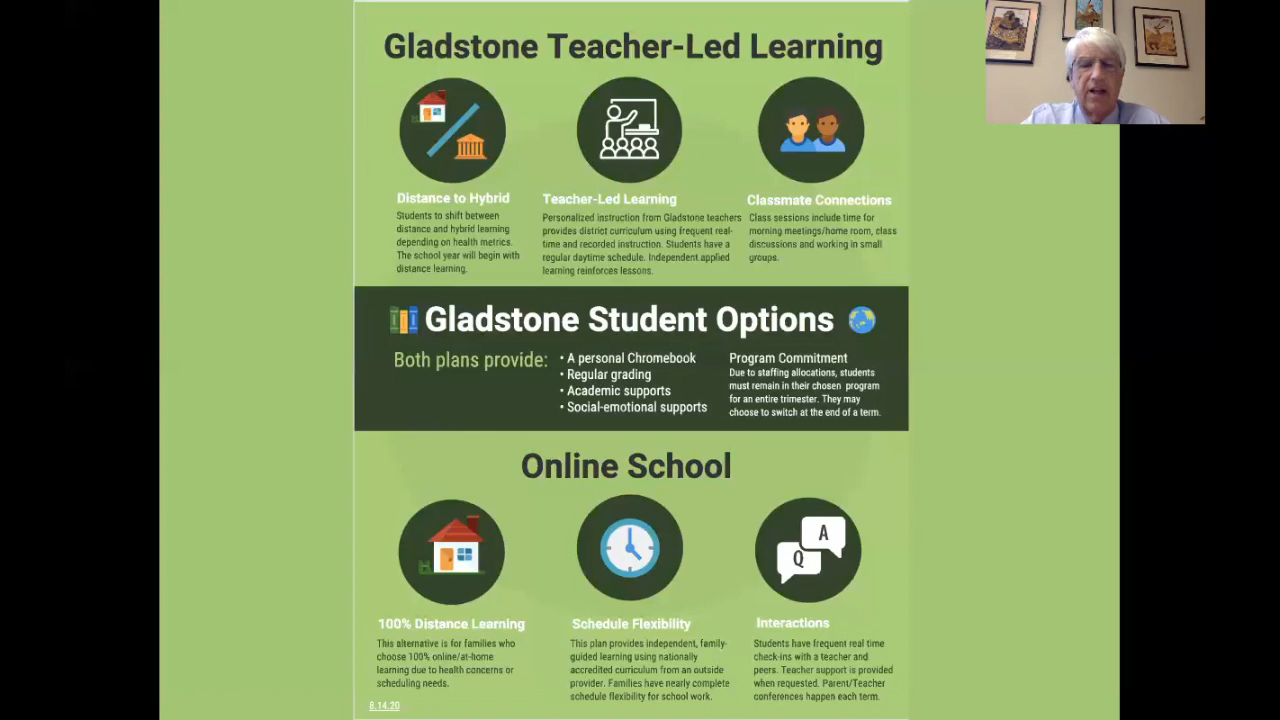 Gladstone Teacher-Led Learning
Distance to Hybrid
Students to shift between
distance and hybrid learning
depending on health metrics.
The school year will begin with
distance learning.
Teacher-Led Learning
Personalized instruction from Gladstone teachers
provides district curriculum using frequent real-
time and recorded instruction. Students have a
regular daytime schedule. Independent applied
learning reinforces lessons.
Classmate Connections
Class sessions include time for
morning meetings/home room, class
discussions and working in small
groups.
Gladstone Student Options
Both plans provide:
• A personal Chromebook
• Regular grading
• Academic supports
• Social-emotional supports
Program Commitment
Due to staffing allocations, students
must remain in their chosen program
for an entire trimester. They may
choose to switch at the end of a term.
Online School
100% Distance Learning
This alternative is for families who
choose 100% online/at-home
learning due to health concerns or
scheduling needs.
Schedule Flexibility
This plan provides independent, family-
guided learning using nationally
accredited curriculum from an outside
provider. Families have nearly complete
schedule flexibility for school work.
A
Q
Interactions
Students have frequent real time
check-ins with a teacher and
peers. Teacher support is provided
when requested. Parent/Teacher
conferences happen each term.
8.14.20